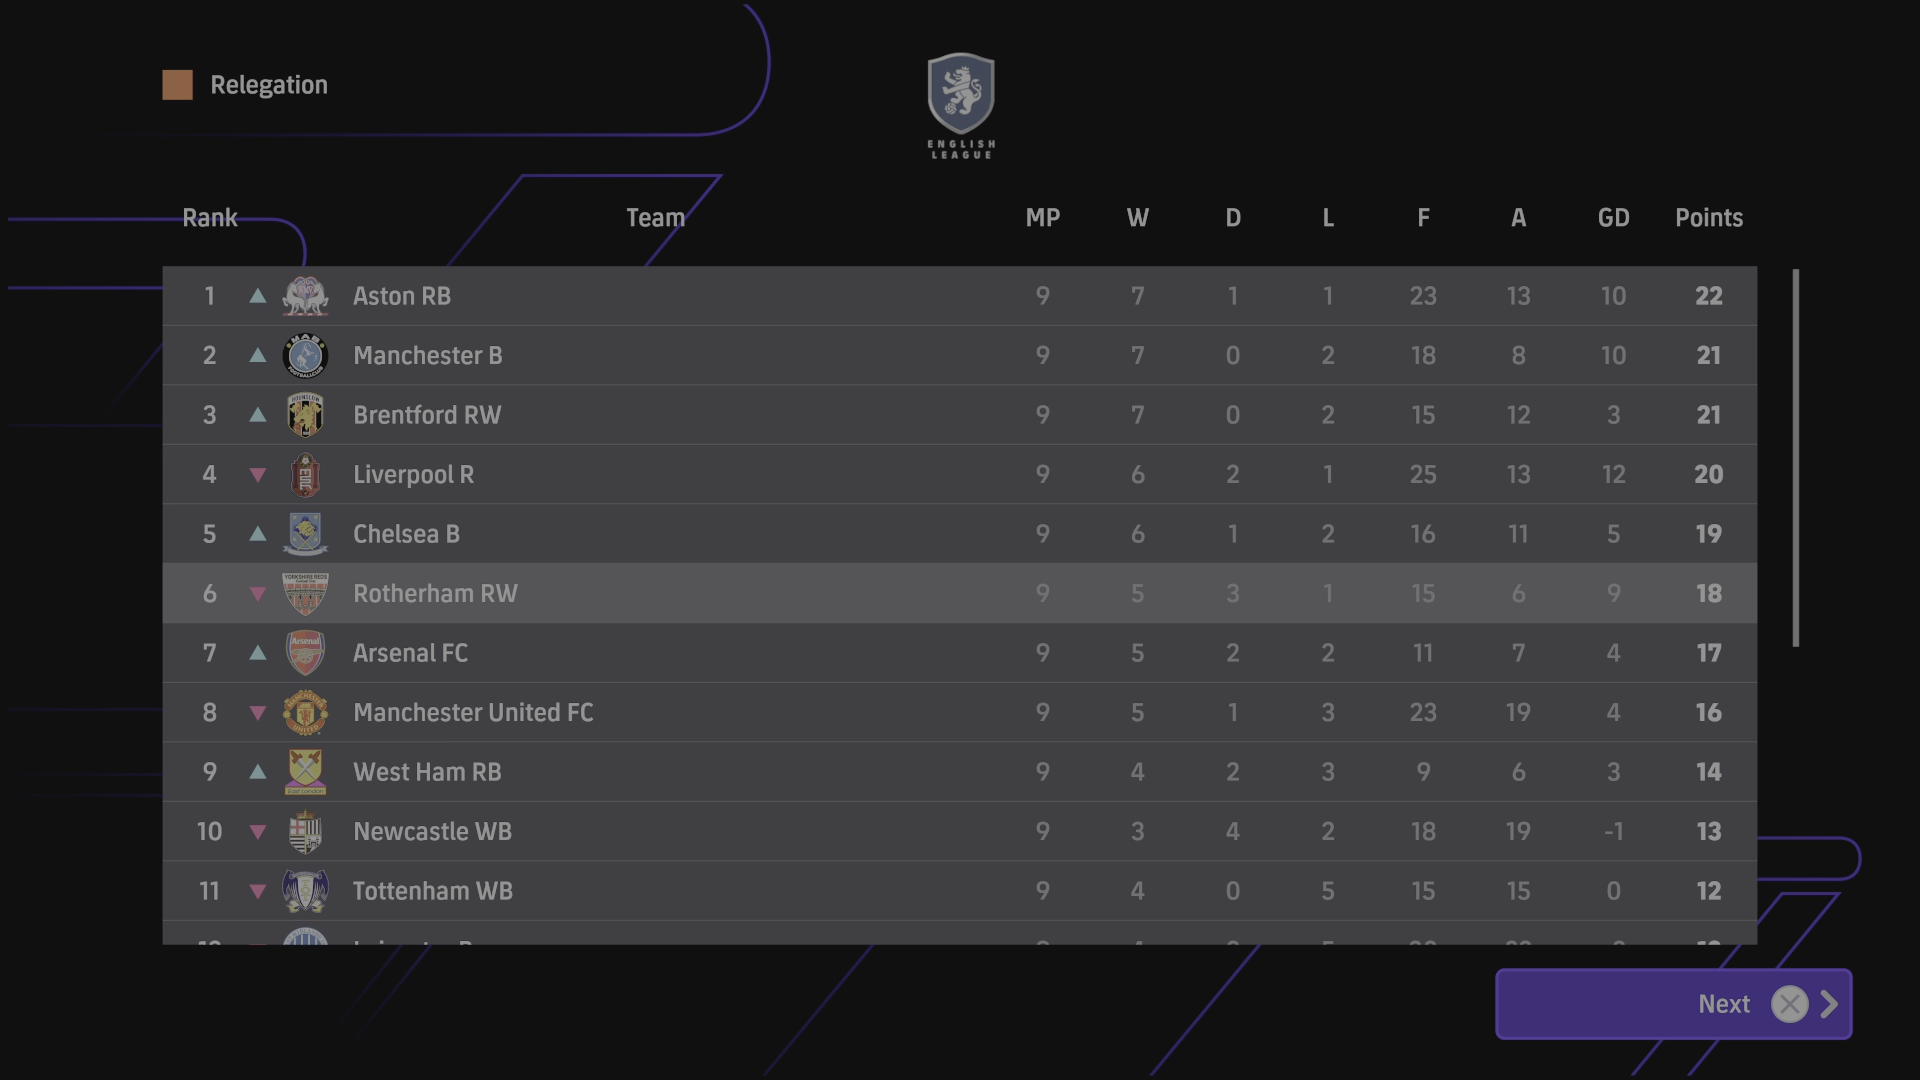 Relegation
ENGLISH
LEAGUE
Rank Team MP W D L F A GD Points
1 Aston RB 9 7 1 1 23 13 10 22
2 Manchester B 9 7 0 2 18 8 10 21
3 Brentford RW 9 7 0 2 15 12 3 21
4 Liverpool R 9 6 2 1 25 13 12 20
5 Chelsea B 9 6 1 2 16 11 5 19
6 Rotherham RW 9 5 3 1 15 6 9 18
7 Arsenal FC 9 5 2 2 11 7 4 17
8 Manchester United FC 9 5 1 3 23 19 4 16
9 West Ham RB 9 4 2 3 9 6 3 14
10 Newcastle WB 9 3 4 2 18 19 -1 13
11 Tottenham WB 9 4 0 5 15 15 0 12
Next